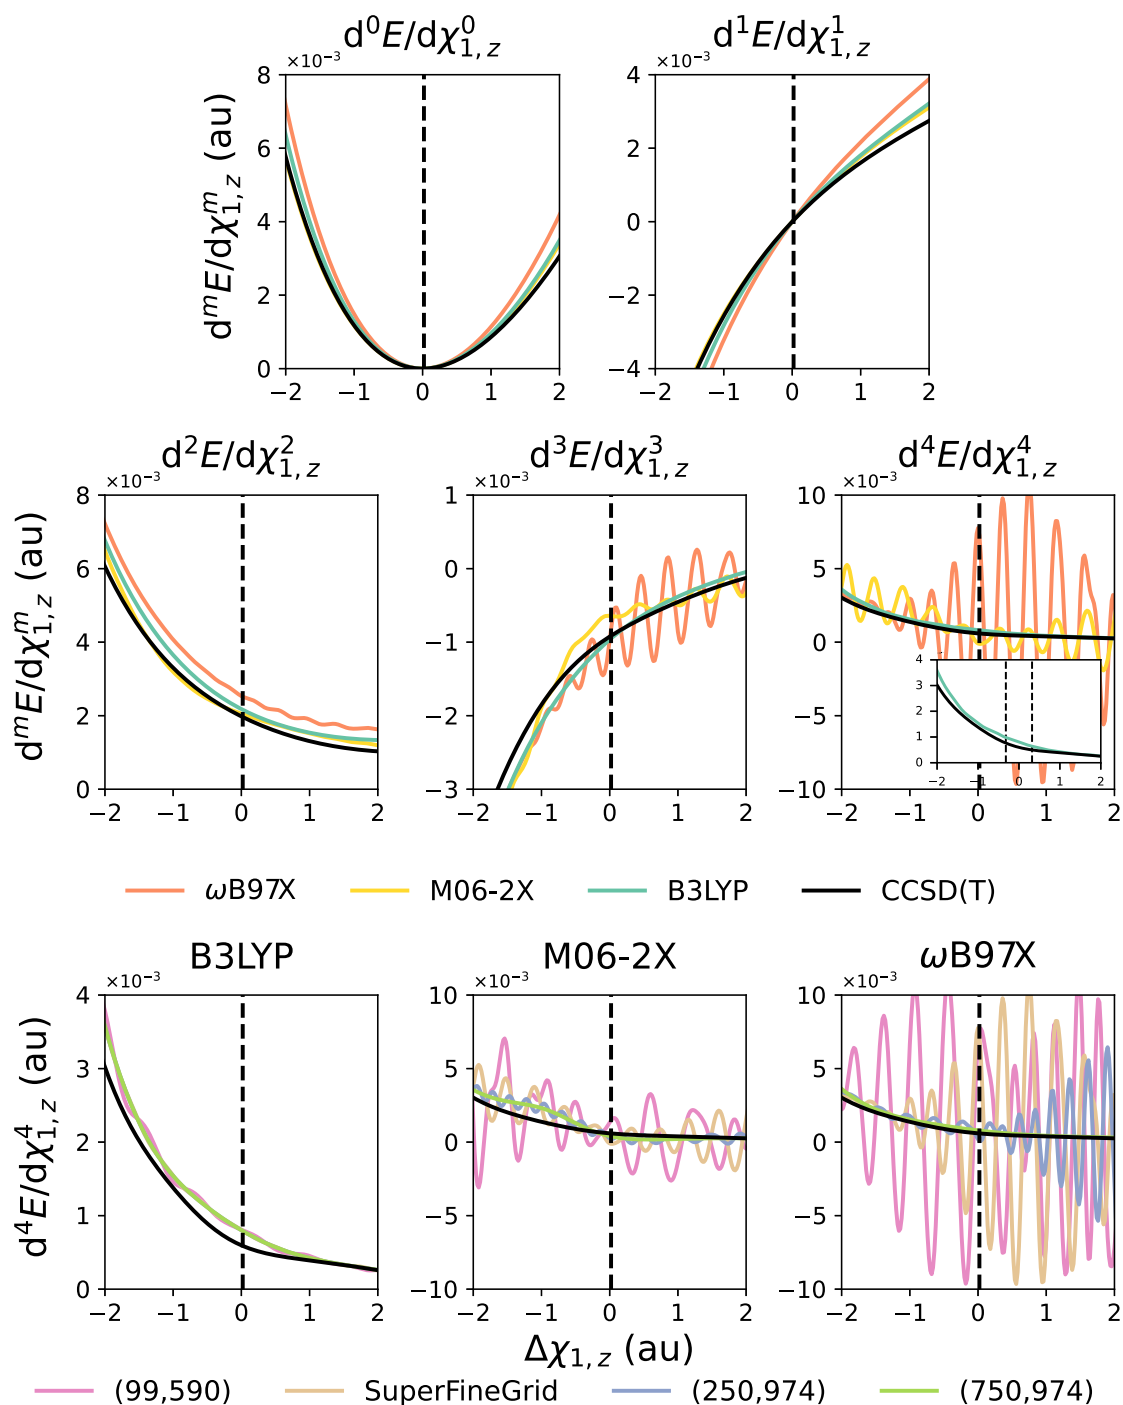 d⁰E/dχ⁰₁,z
d¹E/dχ¹₁,z
×10⁻³
×10⁻³
dᵐE/dχᵐ₁,z (au)
8
6
4
2
0
4
2
0
−2
−4
−2 −1 0 1 2
−2 −1 0 1 2
d²E/dχ²₁,z
d³E/dχ³₁,z
d⁴E/dχ⁴₁,z
×10⁻³
×10⁻³
×10⁻³
dᵐE/dχᵐ₁,z (au)
8
6
4
2
0
1
0
−1
−2
−3
10
5
0
−5
−10
4
3
2
1
0
−2 −1 0 1 2
−2 −1 0 1 2
−2 −1 0 1 2
−2 −1 0 1 2
ωB97X M06-2X B3LYP CCSD(T)
B3LYP
M06-2X
ωB97X
×10⁻³
×10⁻³
×10⁻³
d⁴E/dχ⁴₁,z (au)
4
3
2
1
0
10
5
0
−5
−10
10
5
0
−5
−10
−2 −1 0 1 2
−2 −1 0 1 2
−2 −1 0 1 2
Δχ₁,z (au)
(99,590) SuperFineGrid (250,974) (750,974)